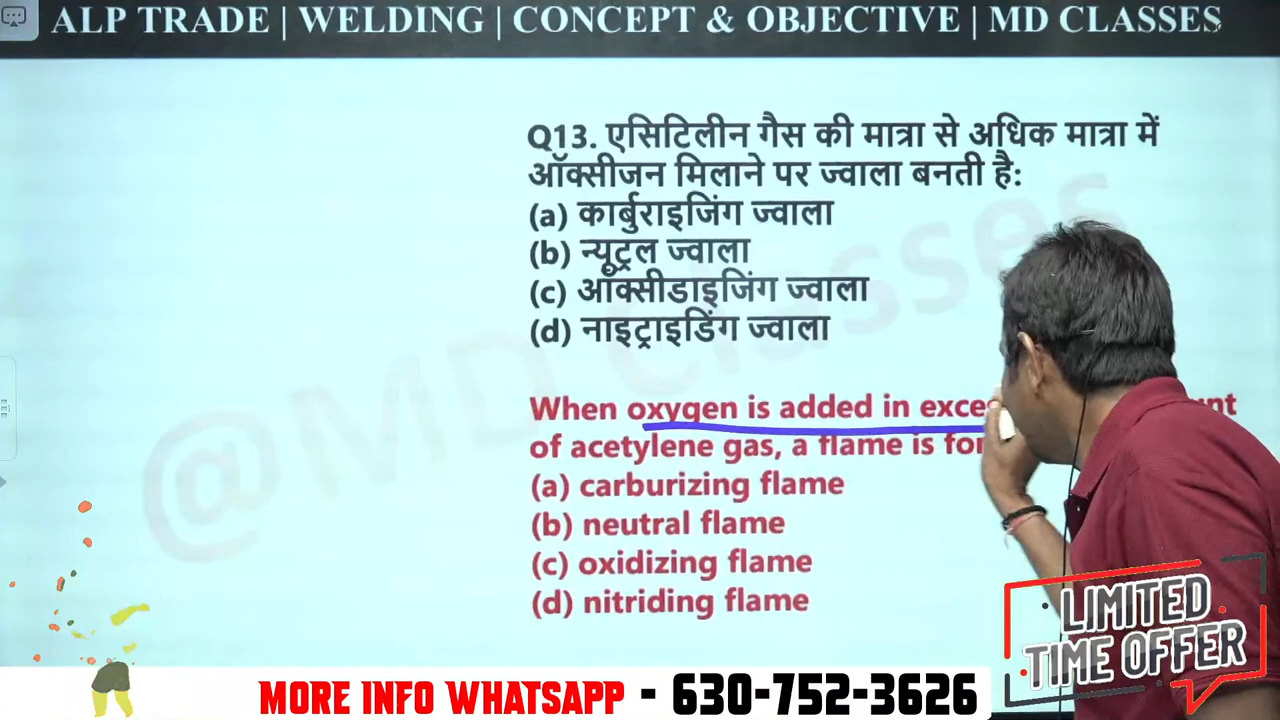 ALP TRADE | WELDING | CONCEPT & OBJECTIVE | MD CLASSES
Q13. एसिटिलीन गैस की मात्रा से अधिक मात्रा में
ऑक्सीजन मिलाने पर ज्वाला बनती है:
(a) कार्बुराइजिंग ज्वाला
(b) न्यूट्रल ज्वाला
(c) ऑक्सीडाइजिंग ज्वाला
(d) नाइट्राइडिंग ज्वाला
When oxygen is added in
of acetylene gas, a flame is
(a) carburizing flame
(b) neutral flame
(c) oxidizing flame
(d) nitriding flame
@MD Classes
LIMITED
TIME OFFER
MORE INFO WHATSAPP - 630-752-3626